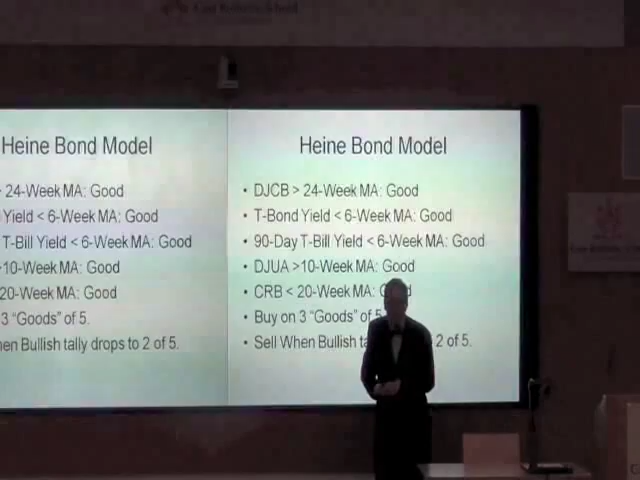 Heine Bond Model
24-Week MA: Good
Yield < 6-Week MA: Good
T-Bill Yield < 6-Week MA: Good
>10-Week MA: Good
20-Week MA: Good
3 "Goods" of 5.
en Bullish tally drops to 2 of 5.
Heine Bond Model
• DJCB > 24-Week MA: Good
• T-Bond Yield < 6-Week MA: Good
• 90-Day T-Bill Yield < 6-Week MA: Good
• DJUA >10-Week MA: Good
• CRB < 20-Week MA: G
• Buy on 3 "Goods" of 5
• Sell When Bullish ta 2 of 5.